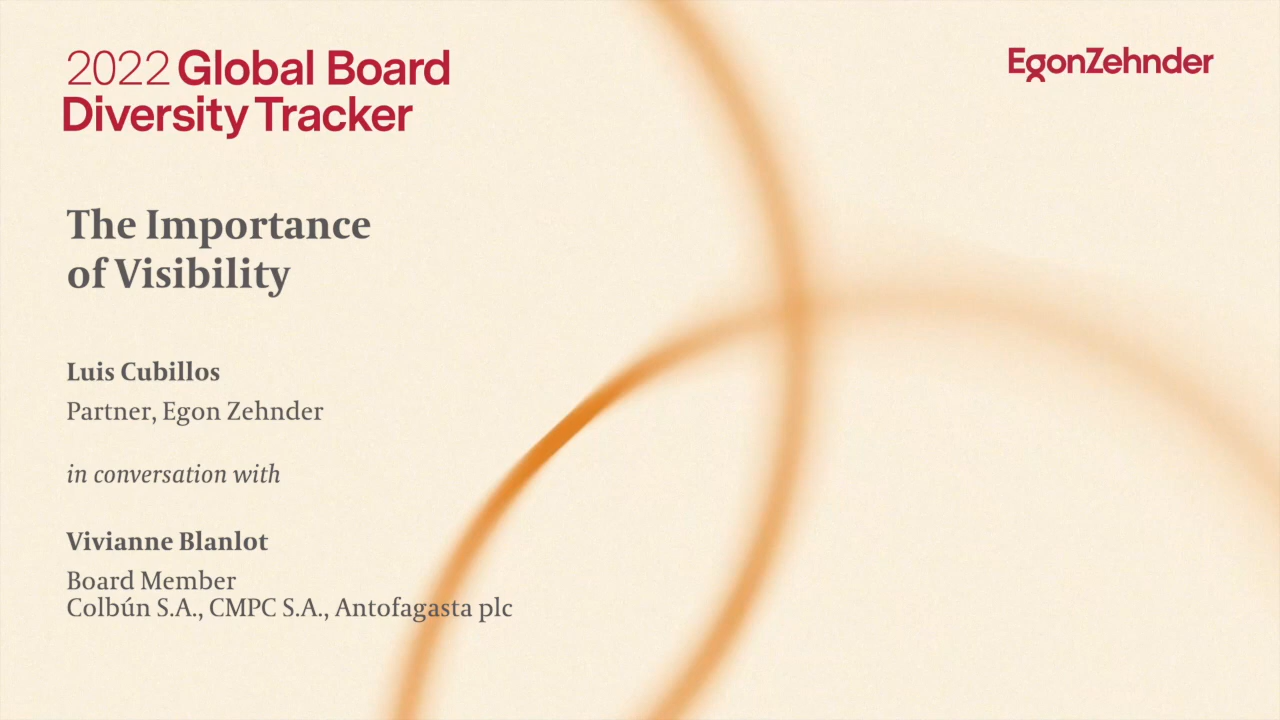 2022 Global Board
Diversity Tracker
EgonZehnder
The Importance
of Visibility
Luis Cubillos
Partner, Egon Zehnder
in conversation with
Vivianne Blanlot
Board Member
Colbún S.A., CMPC S.A., Antofagasta plc